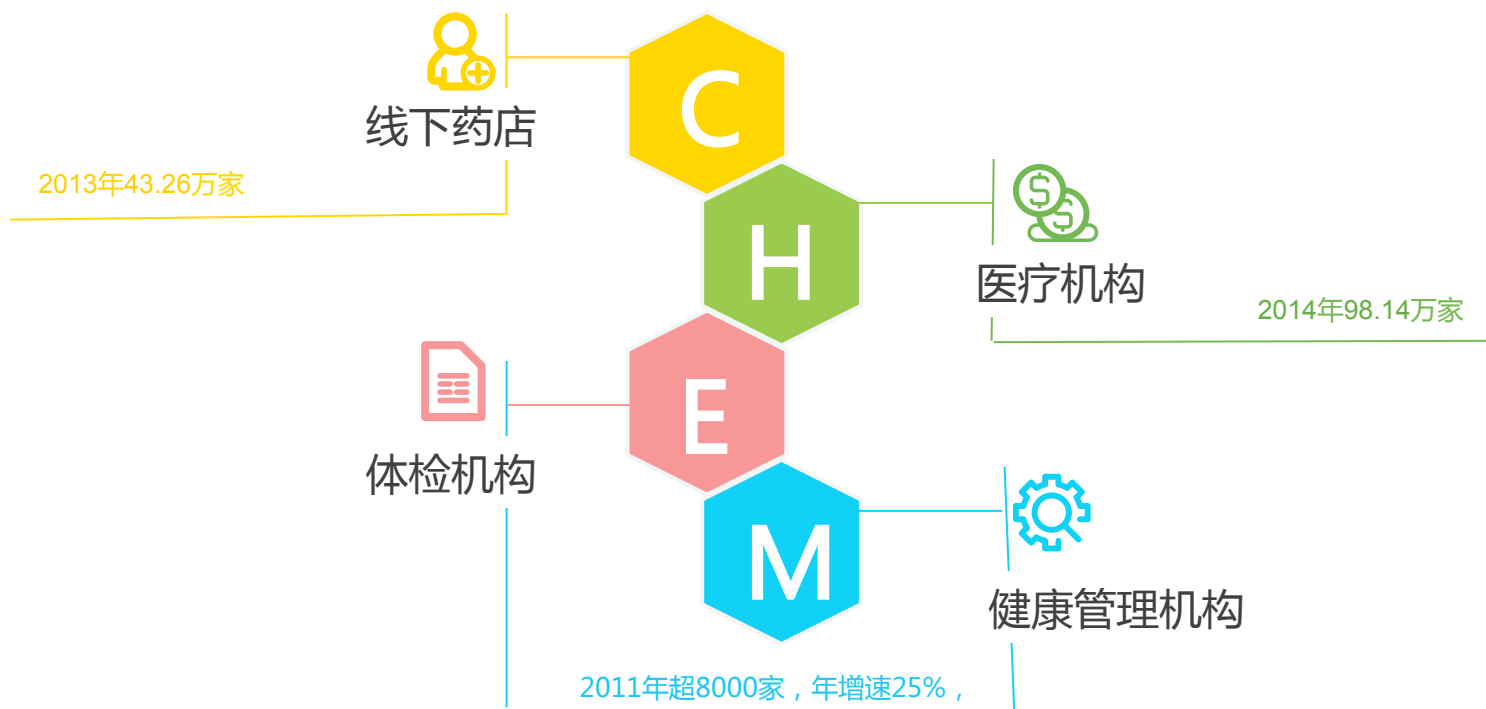 C
线下药店
2013年43.26万家
H
医疗机构
2014年98.14万家
E
体检机构
M
健康管理机构
2011年超8000家，年增速25%，